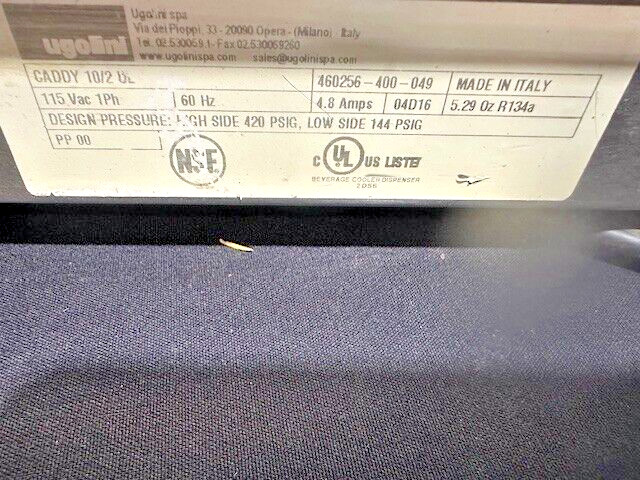 ugolini
Ugolini spa
Via dei Pioppi, 33 - 20090 Opera - (Milano) Italy
Tel. 02.530059.1 - Fax 02.530059260
www.ugolinispa.com sales@ugolinispa.com
CADDY 10/2 UL 460256-400-049 MADE IN ITALY
115 Vac 1Ph 60 Hz 4.8 Amps 04D16 5.29 Oz R134a
DESIGN PRESSURE: HIGH SIDE 420 PSIG, LOW SIDE 144 PSIG
PP 00
NSF
C UL US LISTED
BEVERAGE COOLER DISPENSER